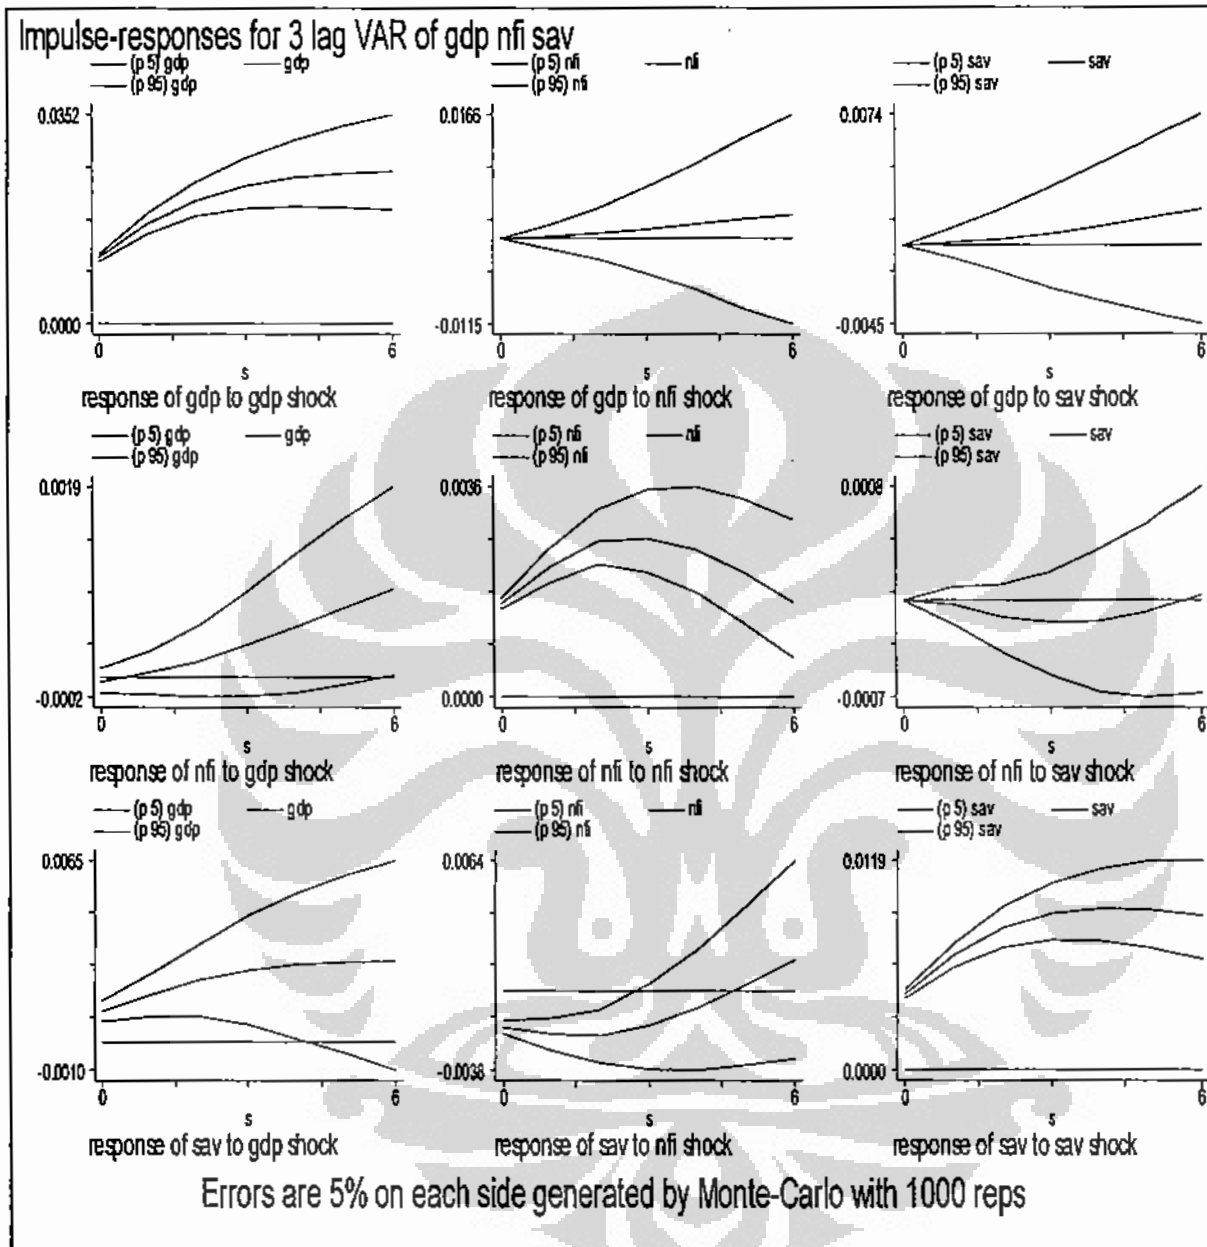 Impulse-responses for 3 lag VAR of gdp nfi sav
(p 5) gdp gdp
(p 95) gdp
(p 5) nfi nfi
(p 95) nfi
(p 5) sav sav
(p 95) sav
0.0352
0.0000
0 6
s
response of gdp to gdp shock
0.0166
-0.0115
0 6
s
response of gdp to nfi shock
0.0074
-0.0045
0 6
s
response of gdp to sav shock
(p 5) gdp gdp
(p 95) gdp
(p 5) nfi nfi
(p 95) nfi
(p 5) sav sav
(p 95) sav
0.0019
-0.0002
0 6
s
response of nfi to gdp shock
0.0036
0.0000
0 6
s
response of nfi to nfi shock
0.0008
-0.0007
0 6
s
response of nfi to sav shock
(p 5) gdp gdp
(p 95) gdp
(p 5) nfi nfi
(p 95) nfi
(p 5) sav sav
(p 95) sav
0.0065
-0.0010
0 6
s
response of sav to gdp shock
0.0064
-0.0038
0 6
s
response of sav to nfi shock
0.0119
0.0000
0 6
s
response of sav to sav shock
Errors are 5% on each side generated by Monte-Carlo with 1000 reps